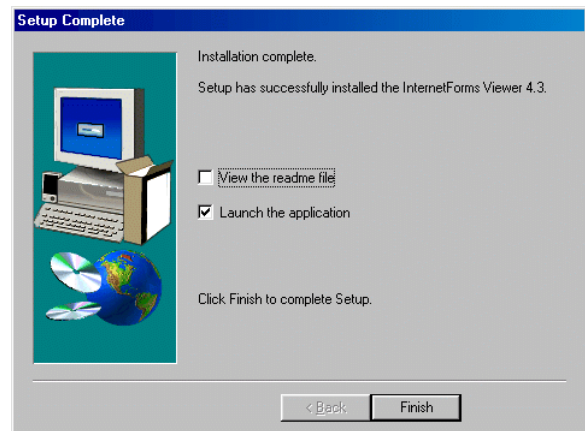 Setup Complete
Installation complete.
Setup has successfully installed the InternetForms Viewer 4.3.
View the readme file
Launch the application
Click Finish to complete Setup.
< Back
Finish